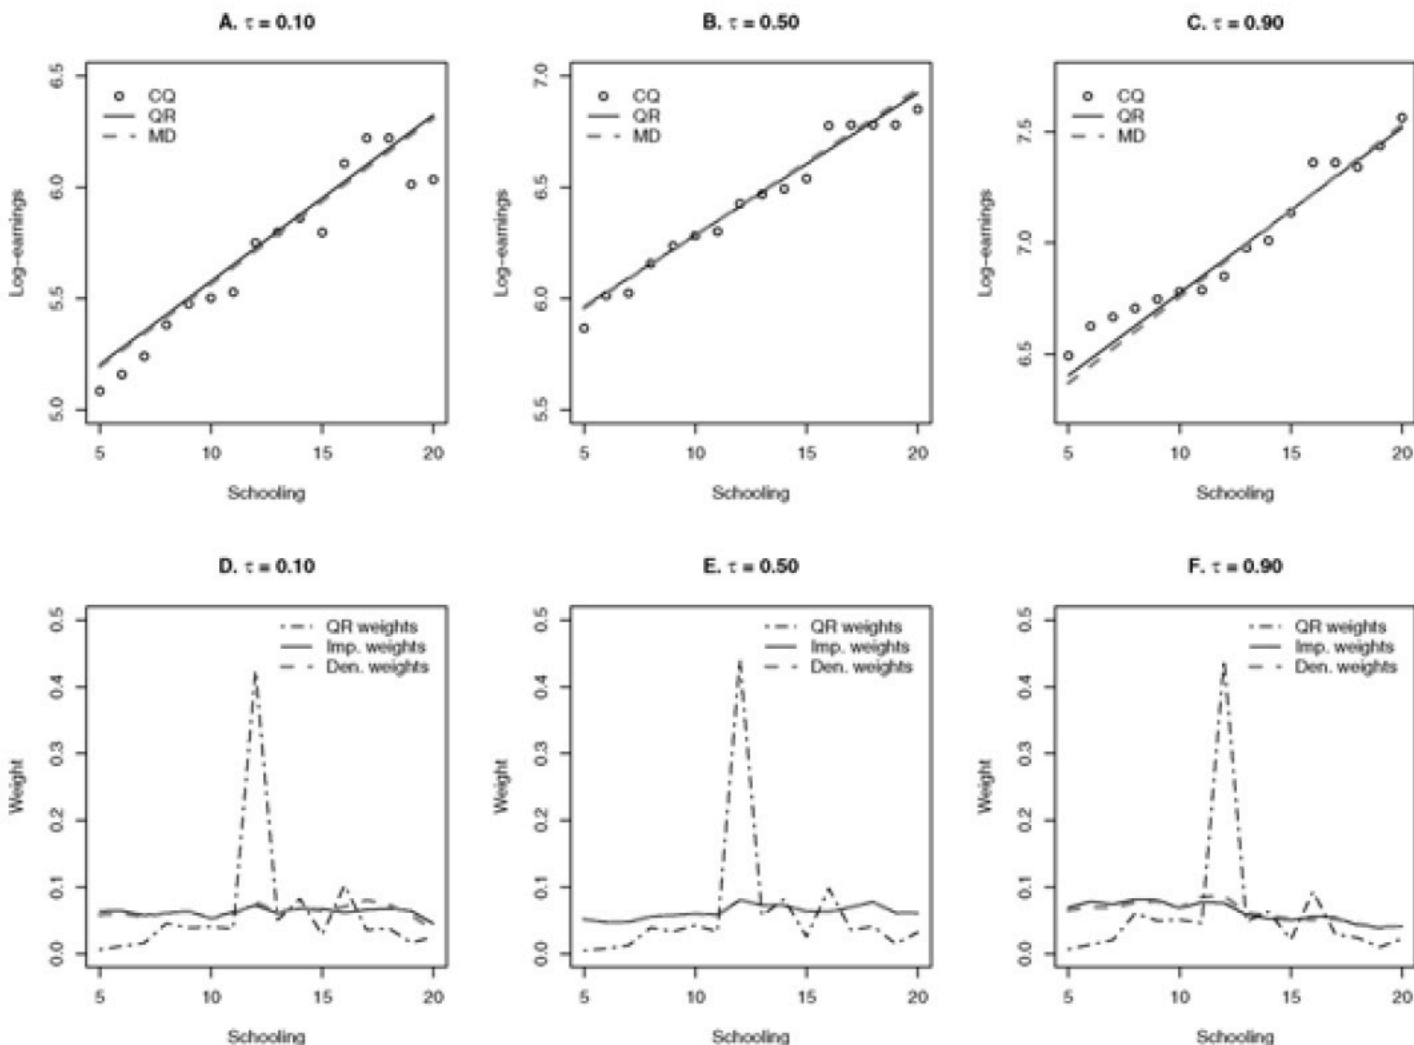 A. τ = 0.10
B. τ = 0.50
C. τ = 0.90
Log−earnings
6.5
6.0
5.5
5.0
CQ
QR
MD
5
10
15
20
Schooling
Log−earnings
7.0
6.5
6.0
5.5
CQ
QR
MD
5
10
15
20
Schooling
Log−earnings
7.5
7.0
6.5
CQ
QR
MD
5
10
15
20
Schooling
D. τ = 0.10
E. τ = 0.50
F. τ = 0.90
Weight
0.5
0.4
0.3
0.2
0.1
0.0
QR weights
Imp. weights
Den. weights
5
10
15
20
Schooling
Weight
0.5
0.4
0.3
0.2
0.1
0.0
QR weights
Imp. weights
Den. weights
5
10
15
20
Schooling
Weight
0.5
0.4
0.3
0.2
0.1
0.0
QR weights
Imp. weights
Den. weights
5
10
15
20
Schooling